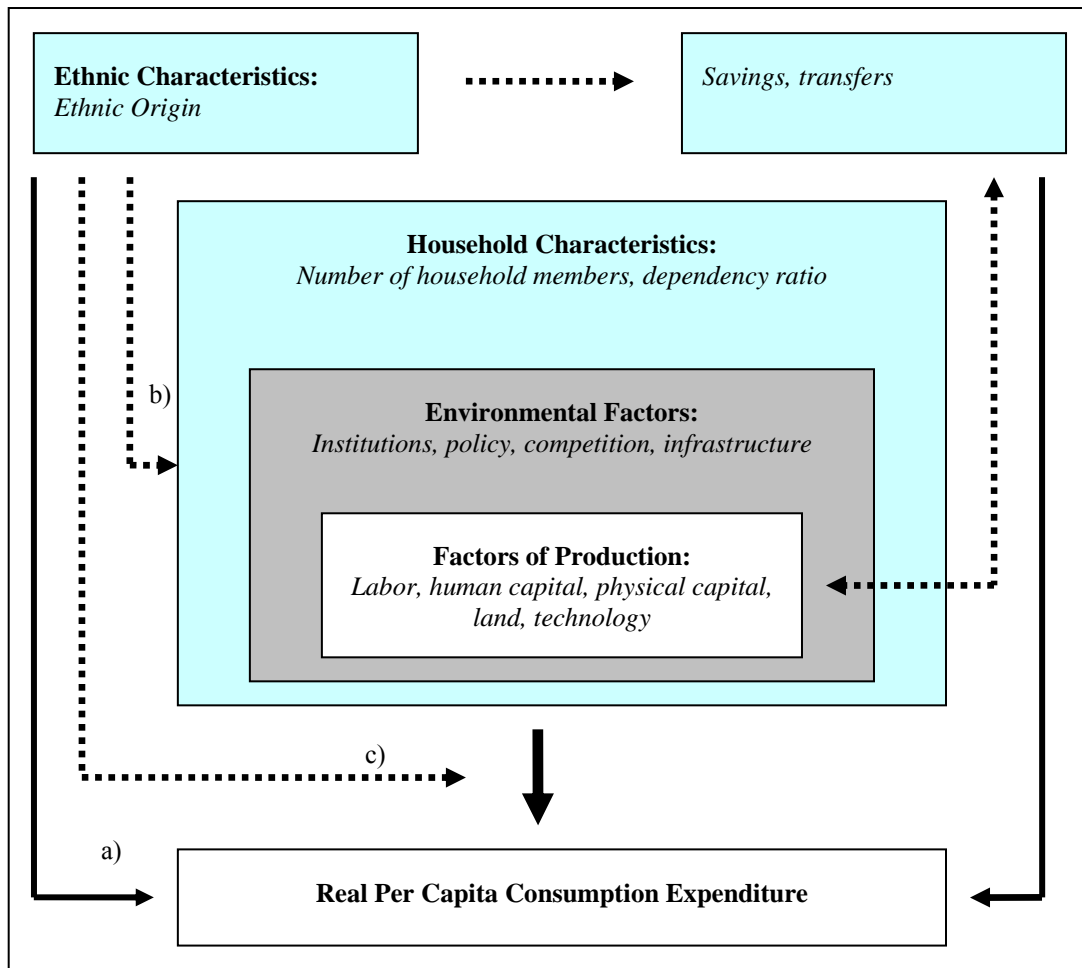 Ethnic Characteristics:
Ethnic Origin
Savings, transfers
Household Characteristics:
Number of household members, dependency ratio
b)
Environmental Factors:
Institutions, policy, competition, infrastructure
Factors of Production:
Labor, human capital, physical capital,
land, technology
c)
a)
Real Per Capita Consumption Expenditure